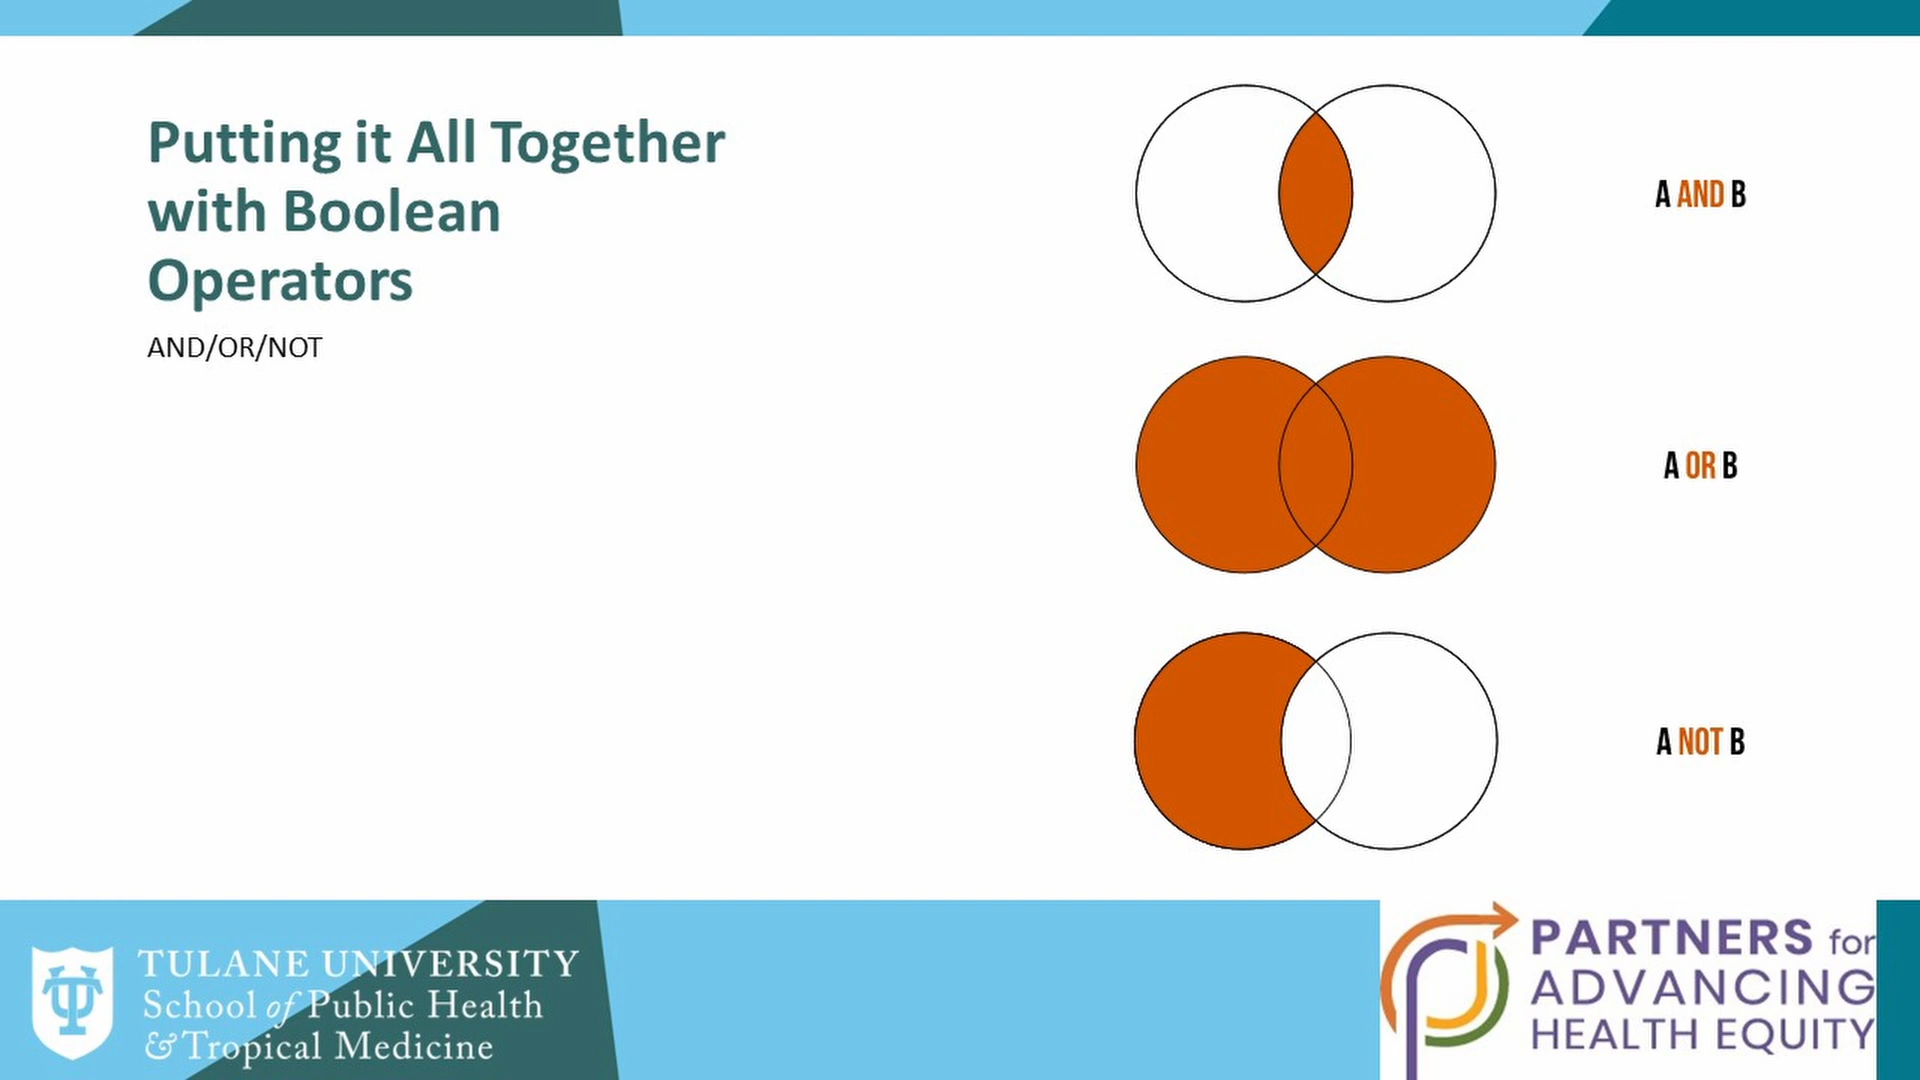 Putting it All Together
with Boolean
Operators
AND/OR/NOT
A AND B
A OR B
A NOT B
TULANE UNIVERSITY
School of Public Health
& Tropical Medicine
PARTNERS for
ADVANCING
HEALTH EQUITY